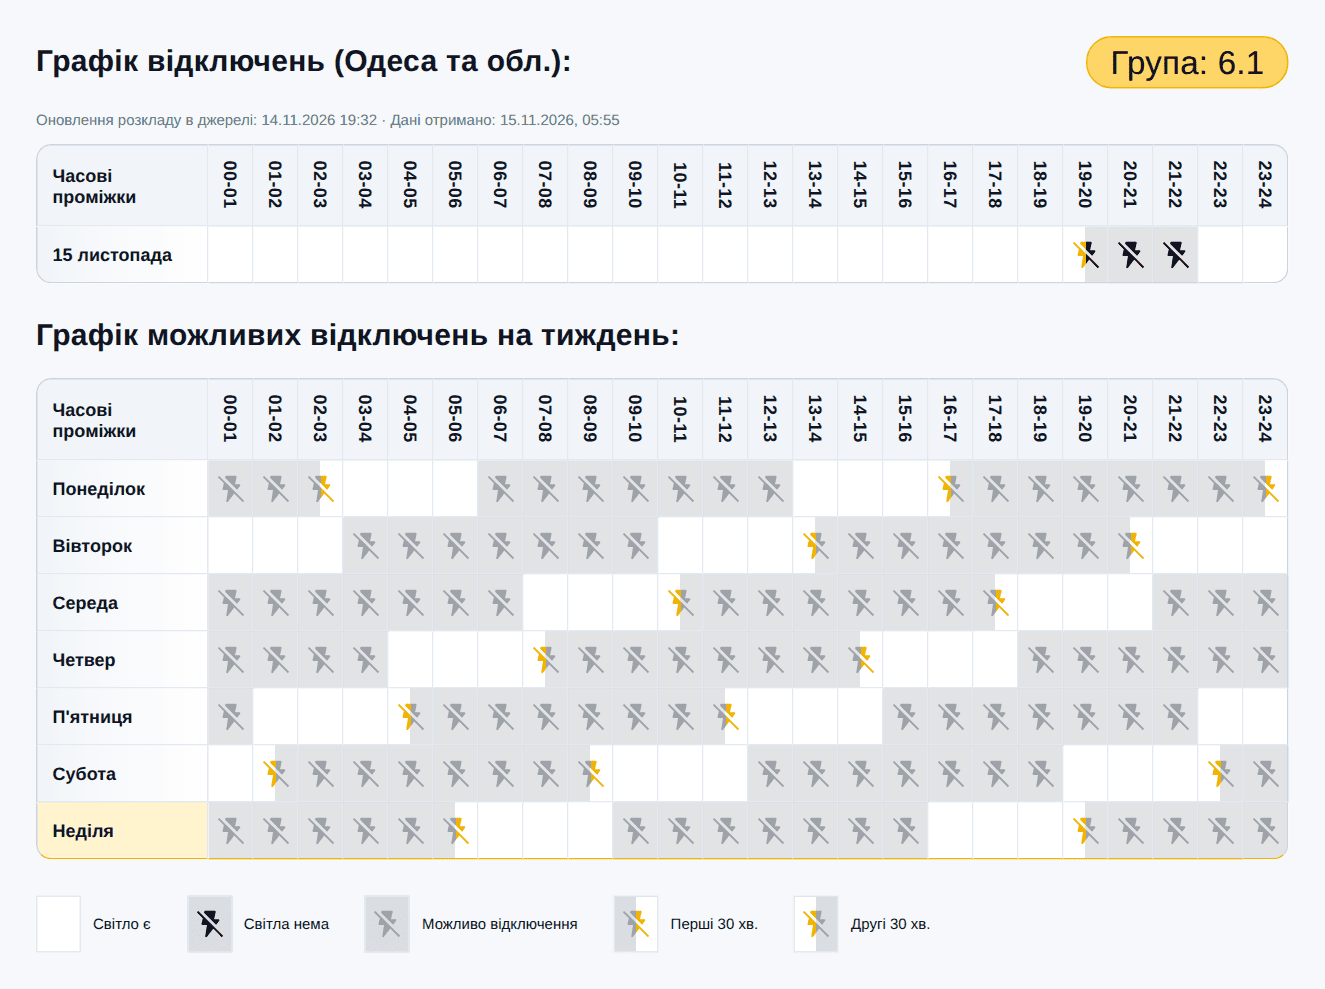 Графік відключень (Одеса та обл.):
Група: 6.1
Оновлення розкладу в джерелі: 14.11.2026 19:32 · Дані отримано: 15.11.2026, 05:55
Часові проміжки 00-01 01-02 02-03 03-04 04-05 05-06 06-07 07-08 08-09 09-10 10-11 11-12 12-13 13-14 14-15 15-16 16-17 17-18 18-19 19-20 20-21 21-22 22-23 23-24
15 листопада
Графік можливих відключень на тиждень:
Часові проміжки 00-01 01-02 02-03 03-04 04-05 05-06 06-07 07-08 08-09 09-10 10-11 11-12 12-13 13-14 14-15 15-16 16-17 17-18 18-19 19-20 20-21 21-22 22-23 23-24
Понеділок
Вівторок
Середа
Четвер
П'ятниця
Субота
Неділя
Світло є Світла нема Можливо відключення Перші 30 хв. Другі 30 хв.